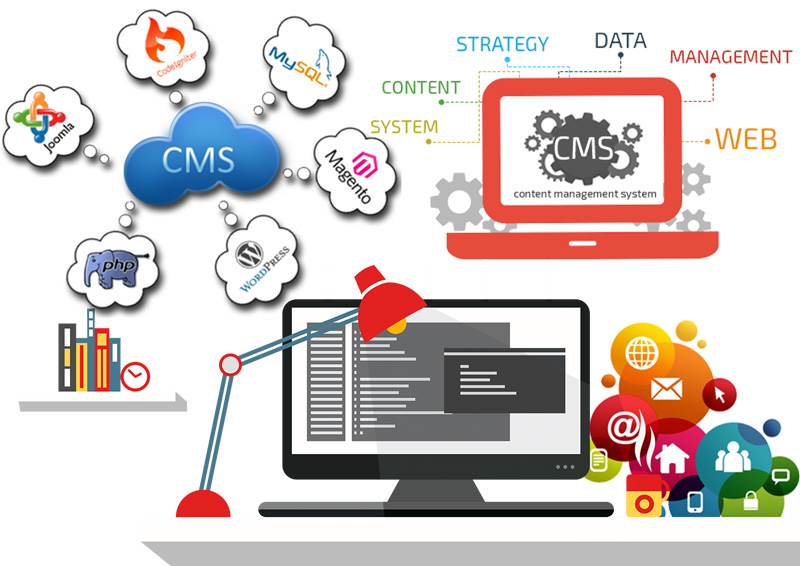 CodeIgniter
MySQL
Joomla
CMS
Magento
php
WORDPRESS
STRATEGY
DATA
MANAGEMENT
CONTENT
SYSTEM
WEB
CMS
content management system
@